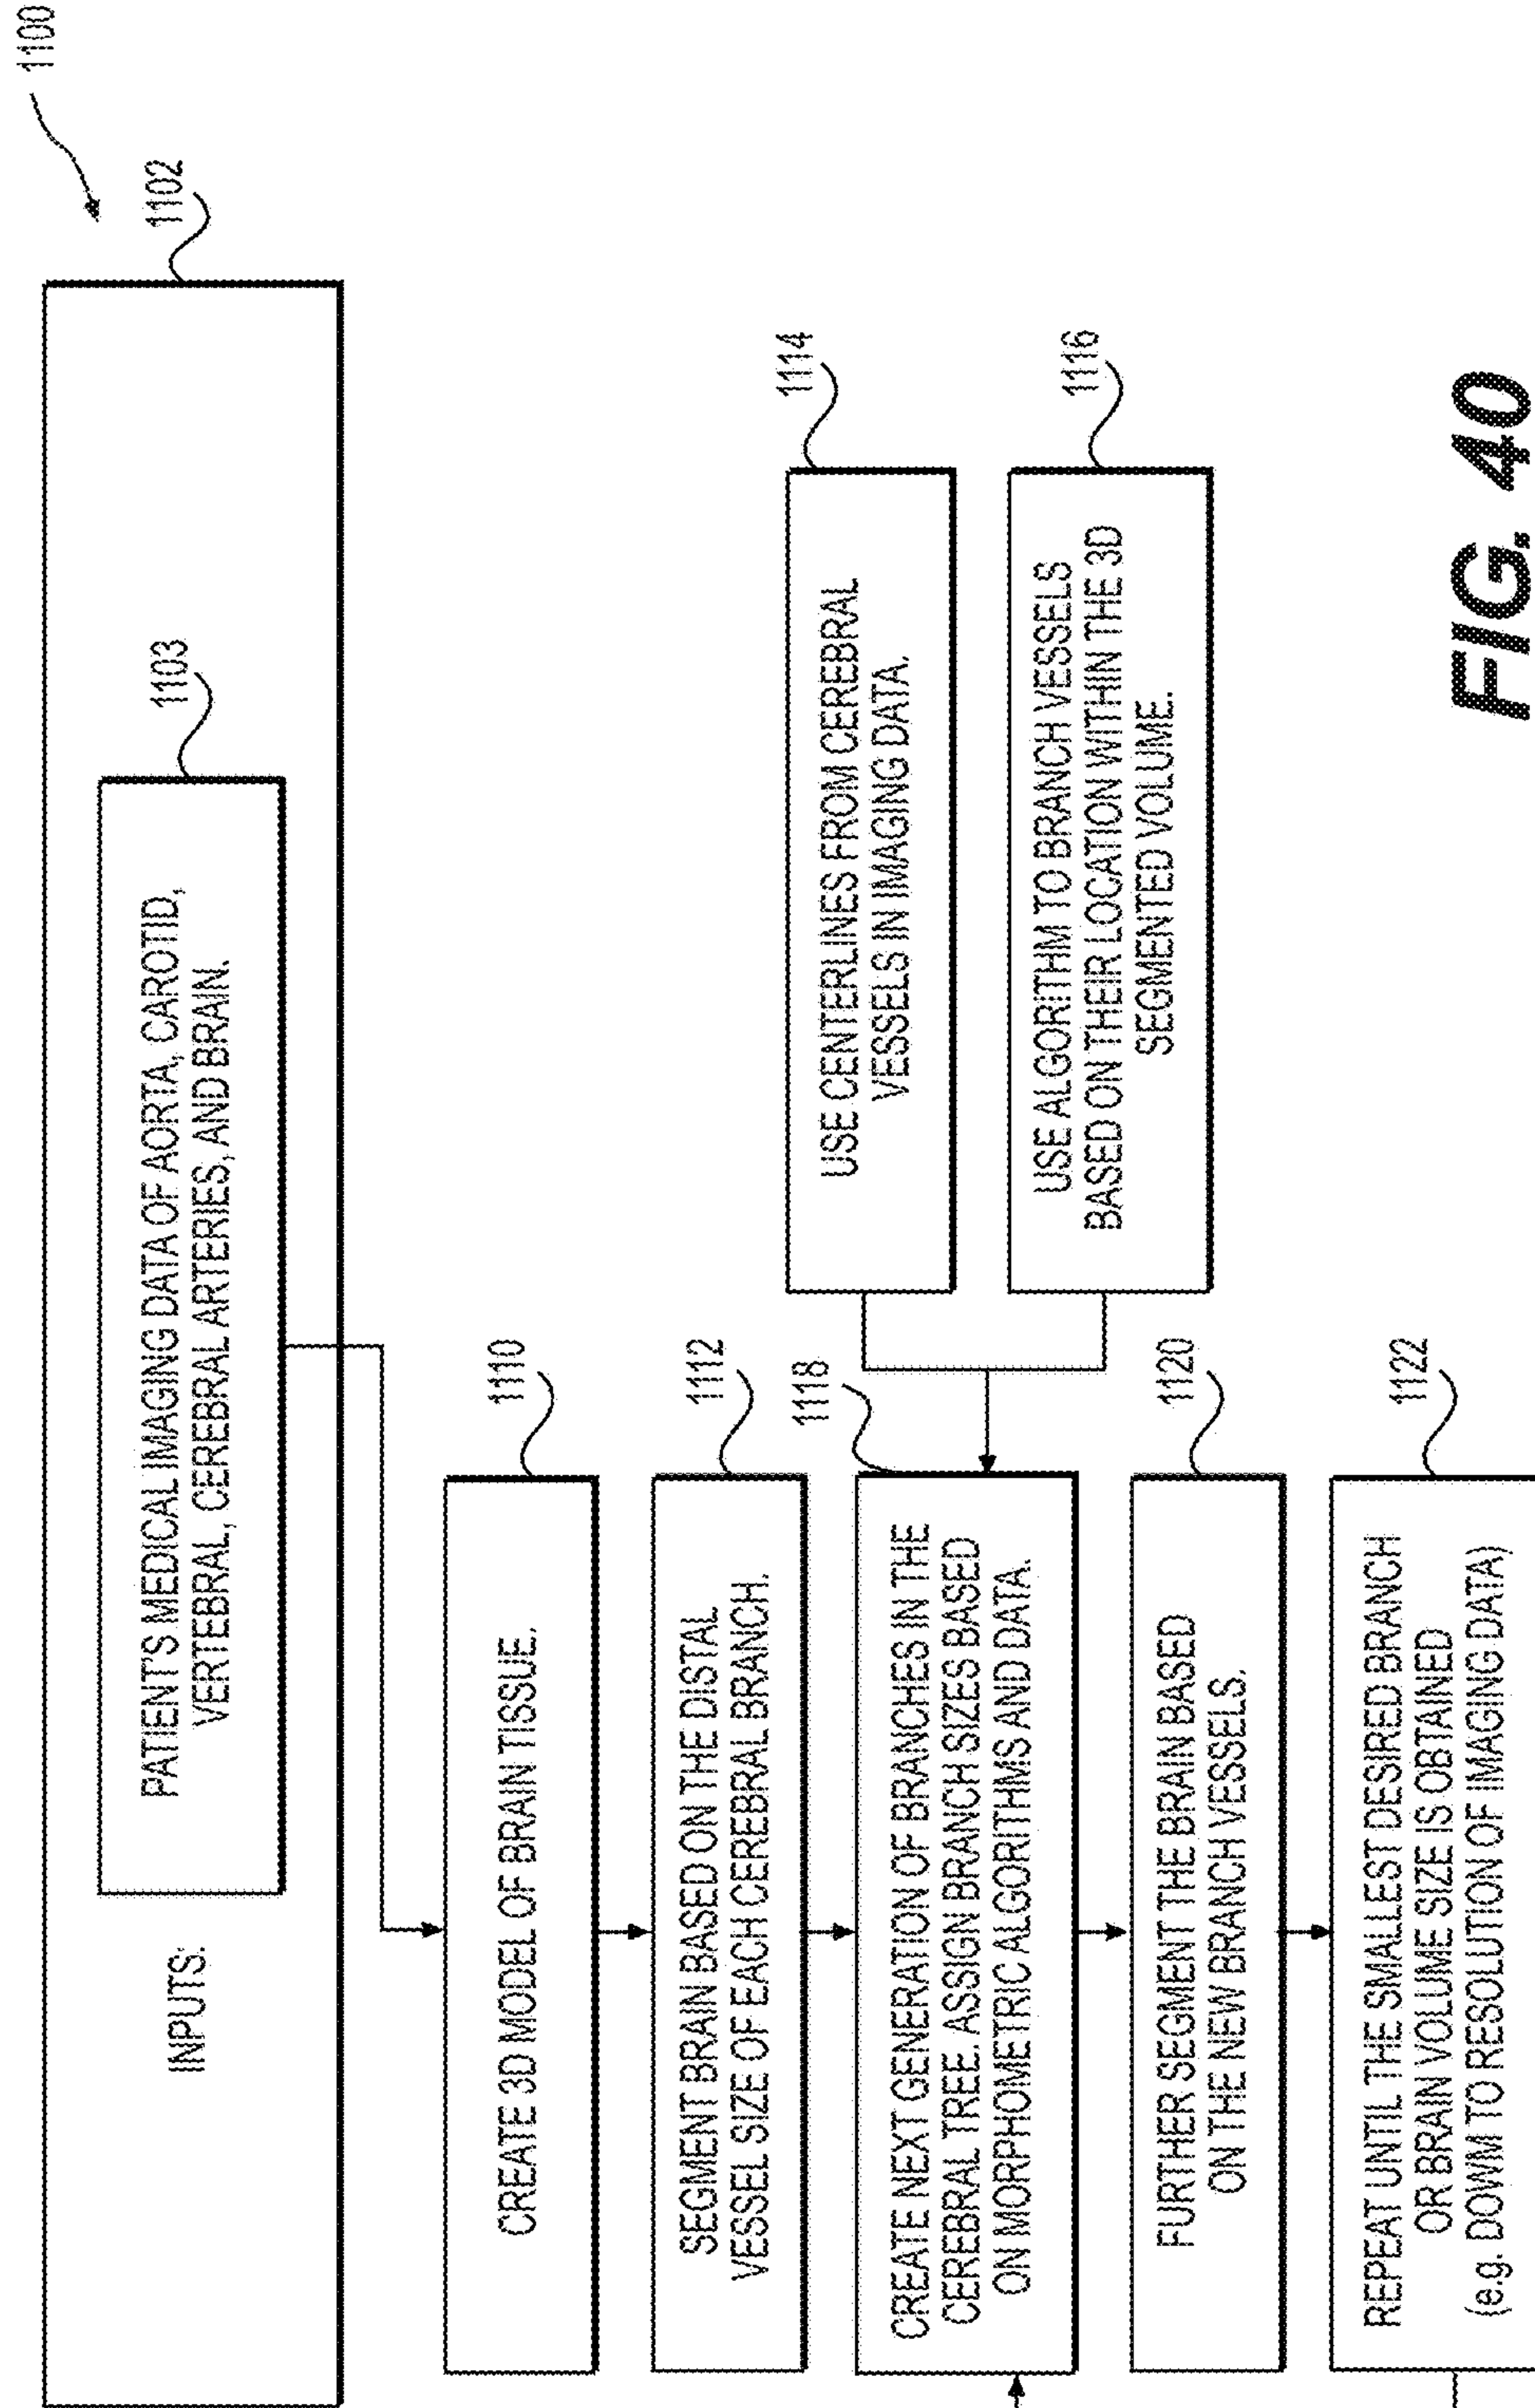 1100
1102
INPUTS:
1103
PATIENT'S MEDICAL IMAGING DATA OF AORTA, CAROTID,
VERTEBRAL, CEREBRAL ARTERIES, AND BRAIN.
1110
CREATE 3D MODEL OF BRAIN TISSUE.
1112
SEGMENT BRAIN BASED ON THE DISTAL
VESSEL SIZE OF EACH CEREBRAL BRANCH.
1114
USE CENTERLINES FROM CEREBRAL
VESSELS IN IMAGING DATA.
1118
CREATE NEXT GENERATION OF BRANCHES IN THE
CEREBRAL TREE. ASSIGN BRANCH SIZES BASED
ON MORPHOMETRIC ALGORITHMS AND DATA.
1116
USE ALGORITHM TO BRANCH VESSELS
BASED ON THEIR LOCATION WITHIN THE 3D
SEGMENTED VOLUME.
1120
FURTHER SEGMENT THE BRAIN BASED
ON THE NEW BRANCH VESSELS.
1122
REPEAT UNTIL THE SMALLEST DESIRED BRANCH
OR BRAIN VOLUME SIZE IS OBTAINED
(e.g. DOWM TO RESOLUTION OF IMAGING DATA)
FIG. 40